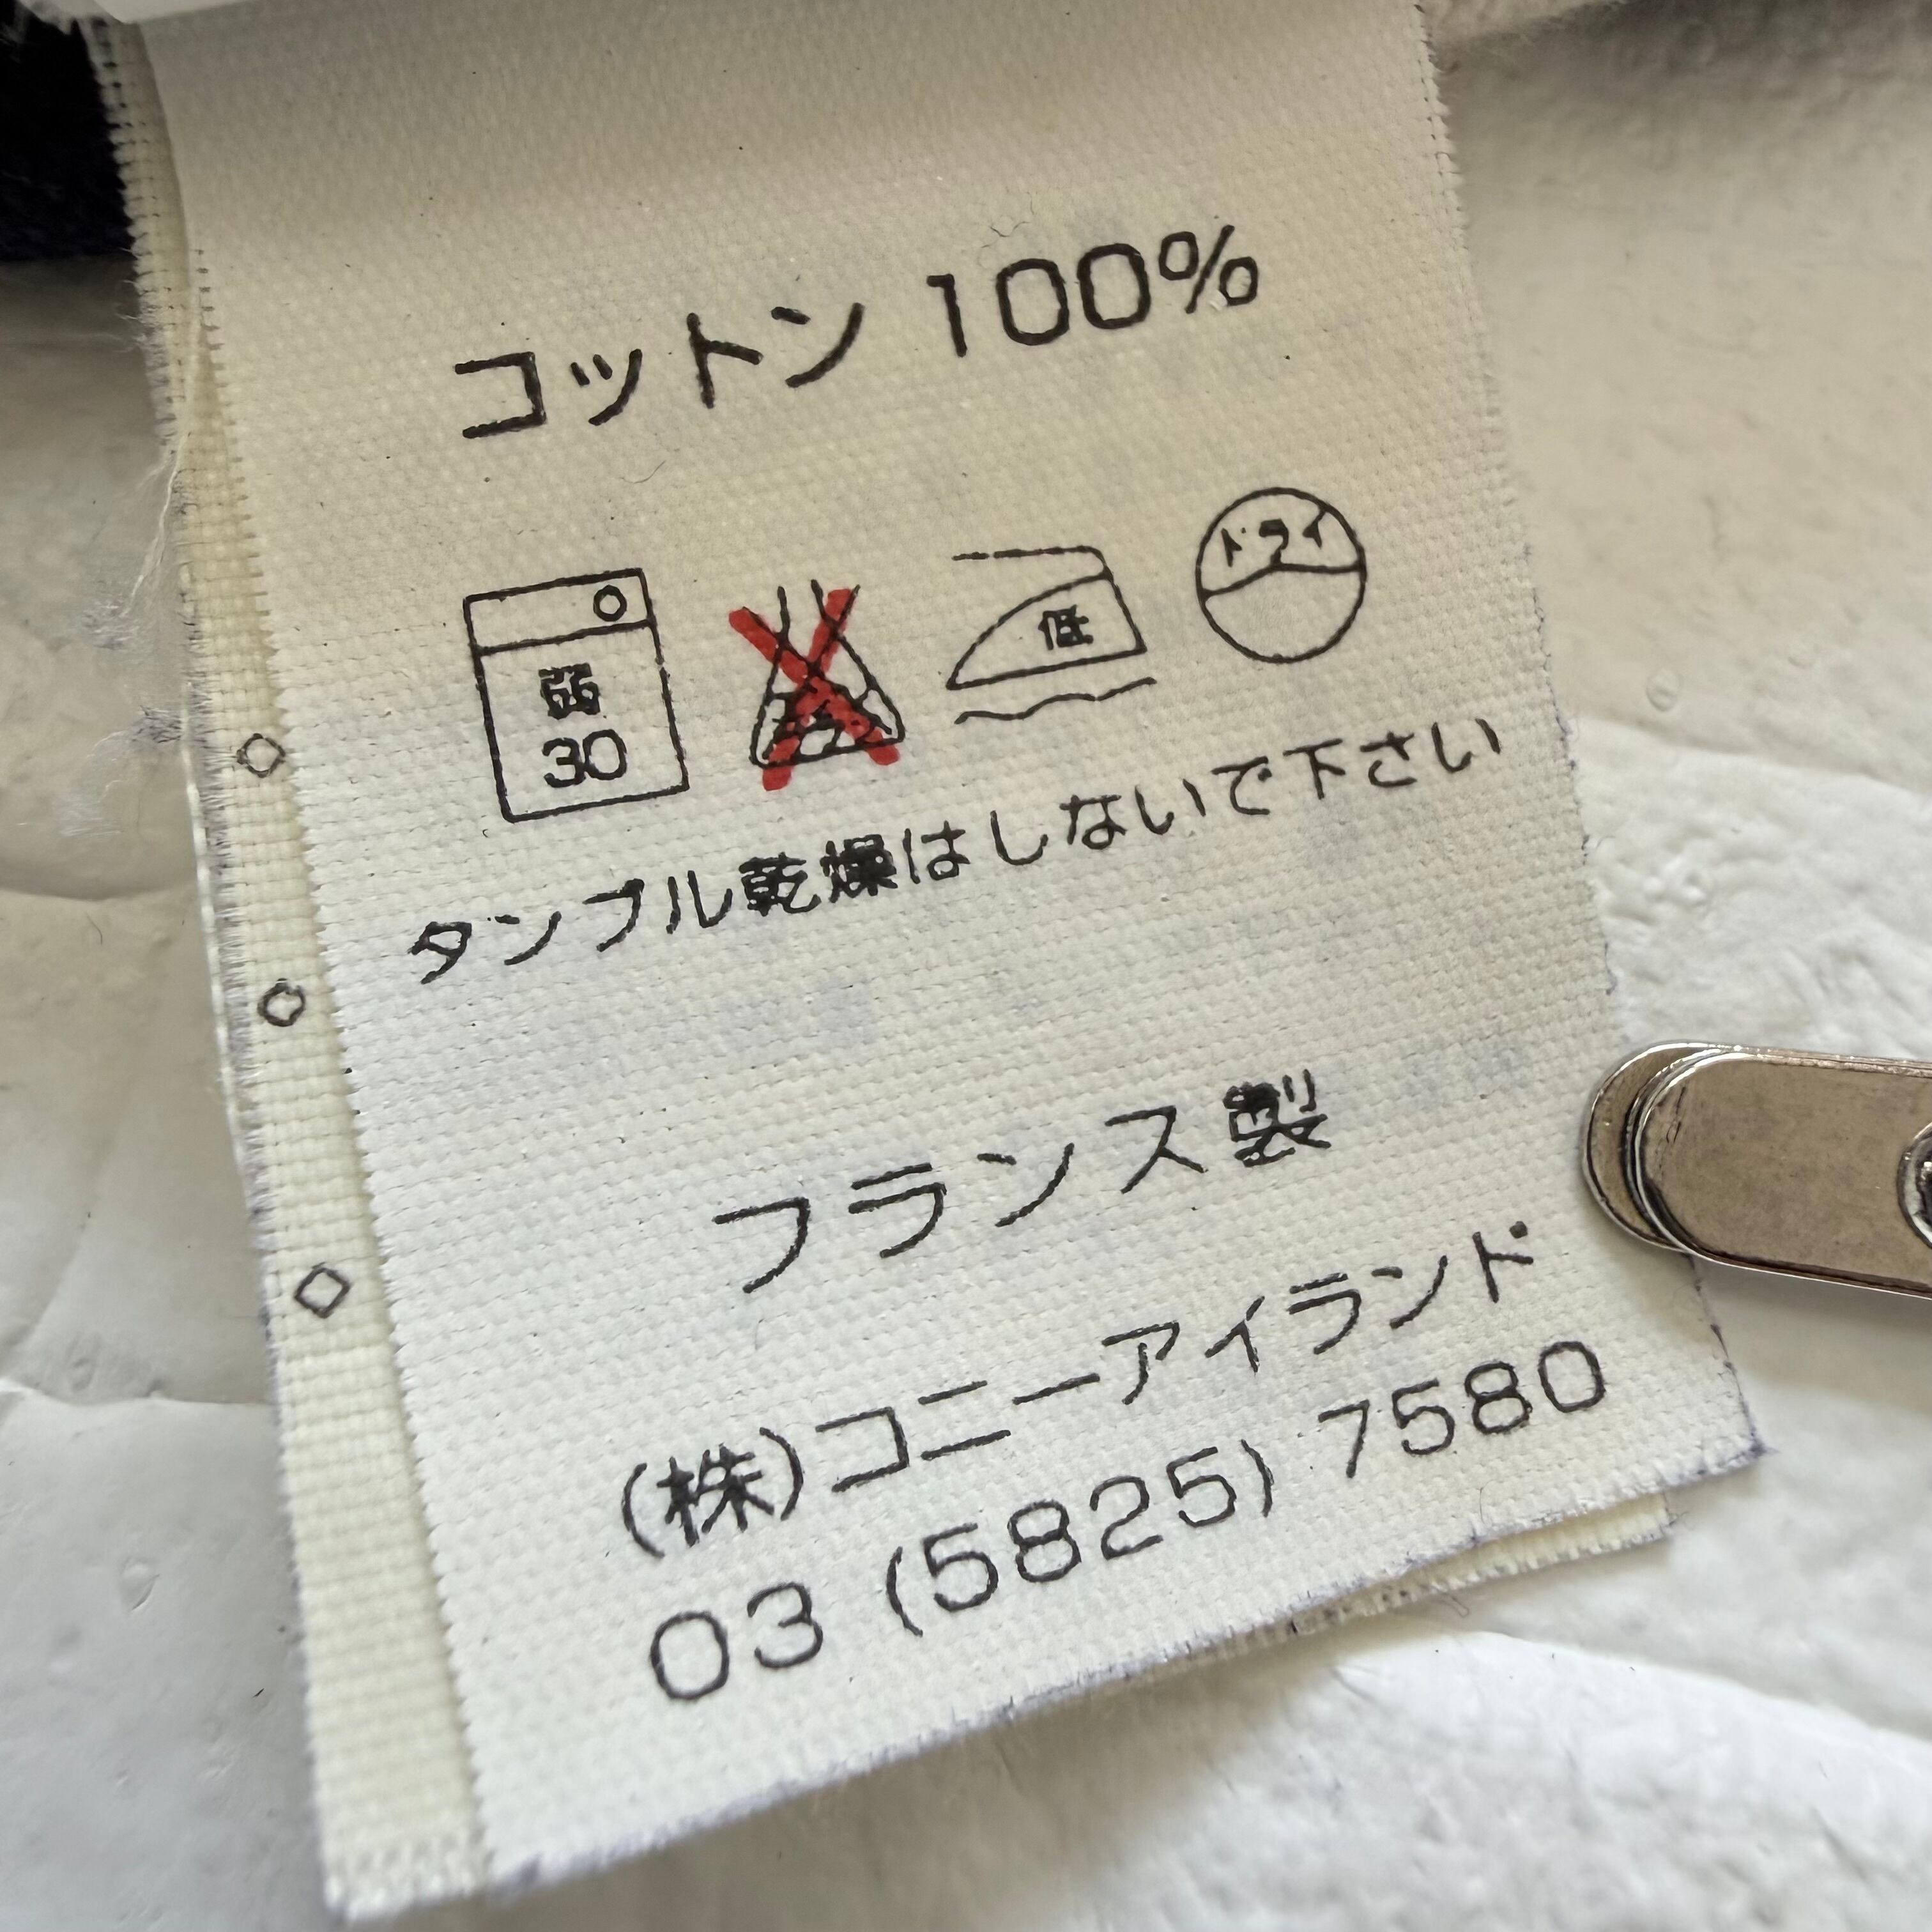 コットン 100%
弱 30 低 ドライ
タンブル乾燥はしないで下さい
フランス製
(株)コニーアイランド
03 (5825) 7580